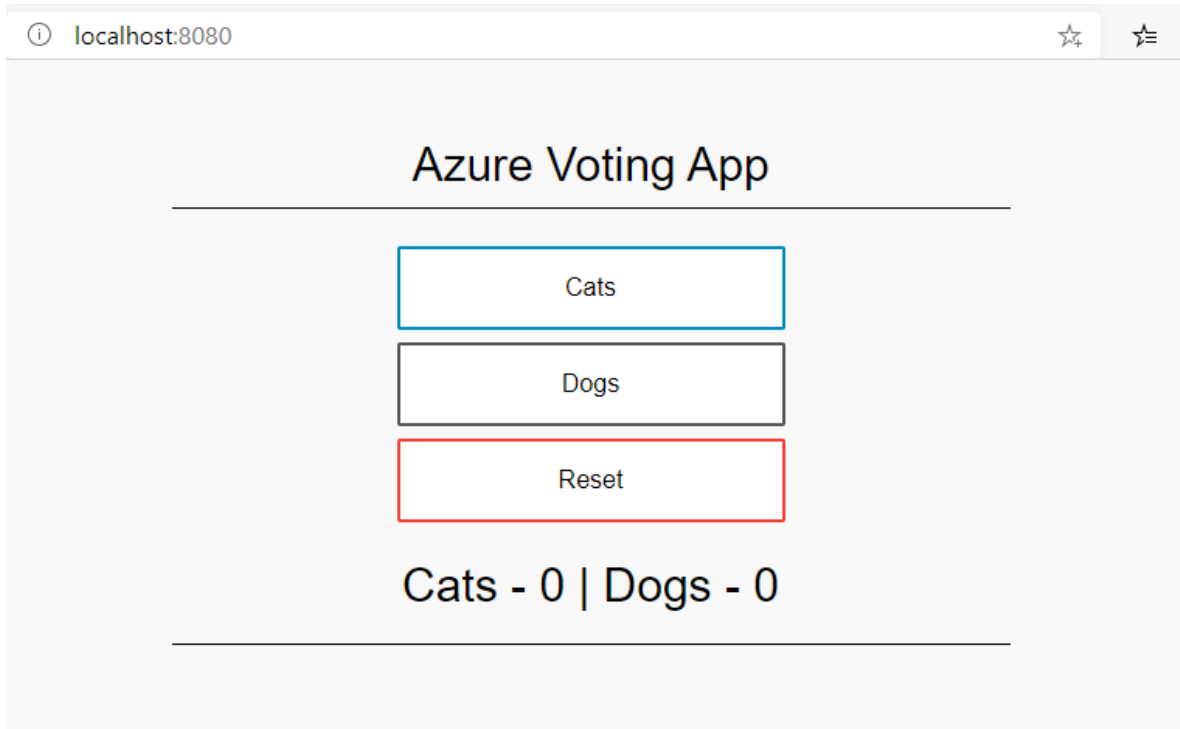 localhost:8080
Azure Voting App
Cats
Dogs
Reset
Cats - 0 | Dogs - 0